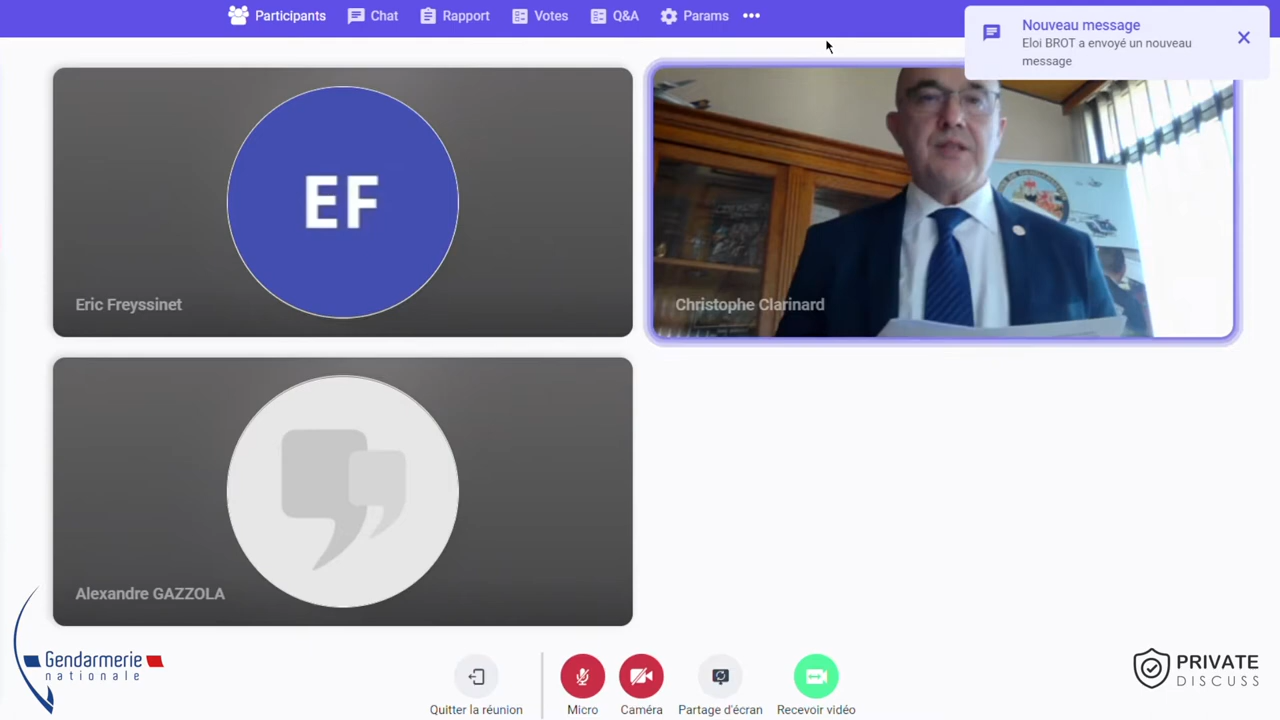 Participants
Chat
Rapport
Votes
Q&A
Params
Nouveau message
Eloi BROT a envoyé un nouveau
message
EF
Eric Freyssinet
Christophe Clarinard
Alexandre GAZZOLA
Gendarmerie
nationale
Quitter la réunion
Micro
Caméra
Partage d'écran
Recevoir vidéo
PRIVATE
DISCUSS